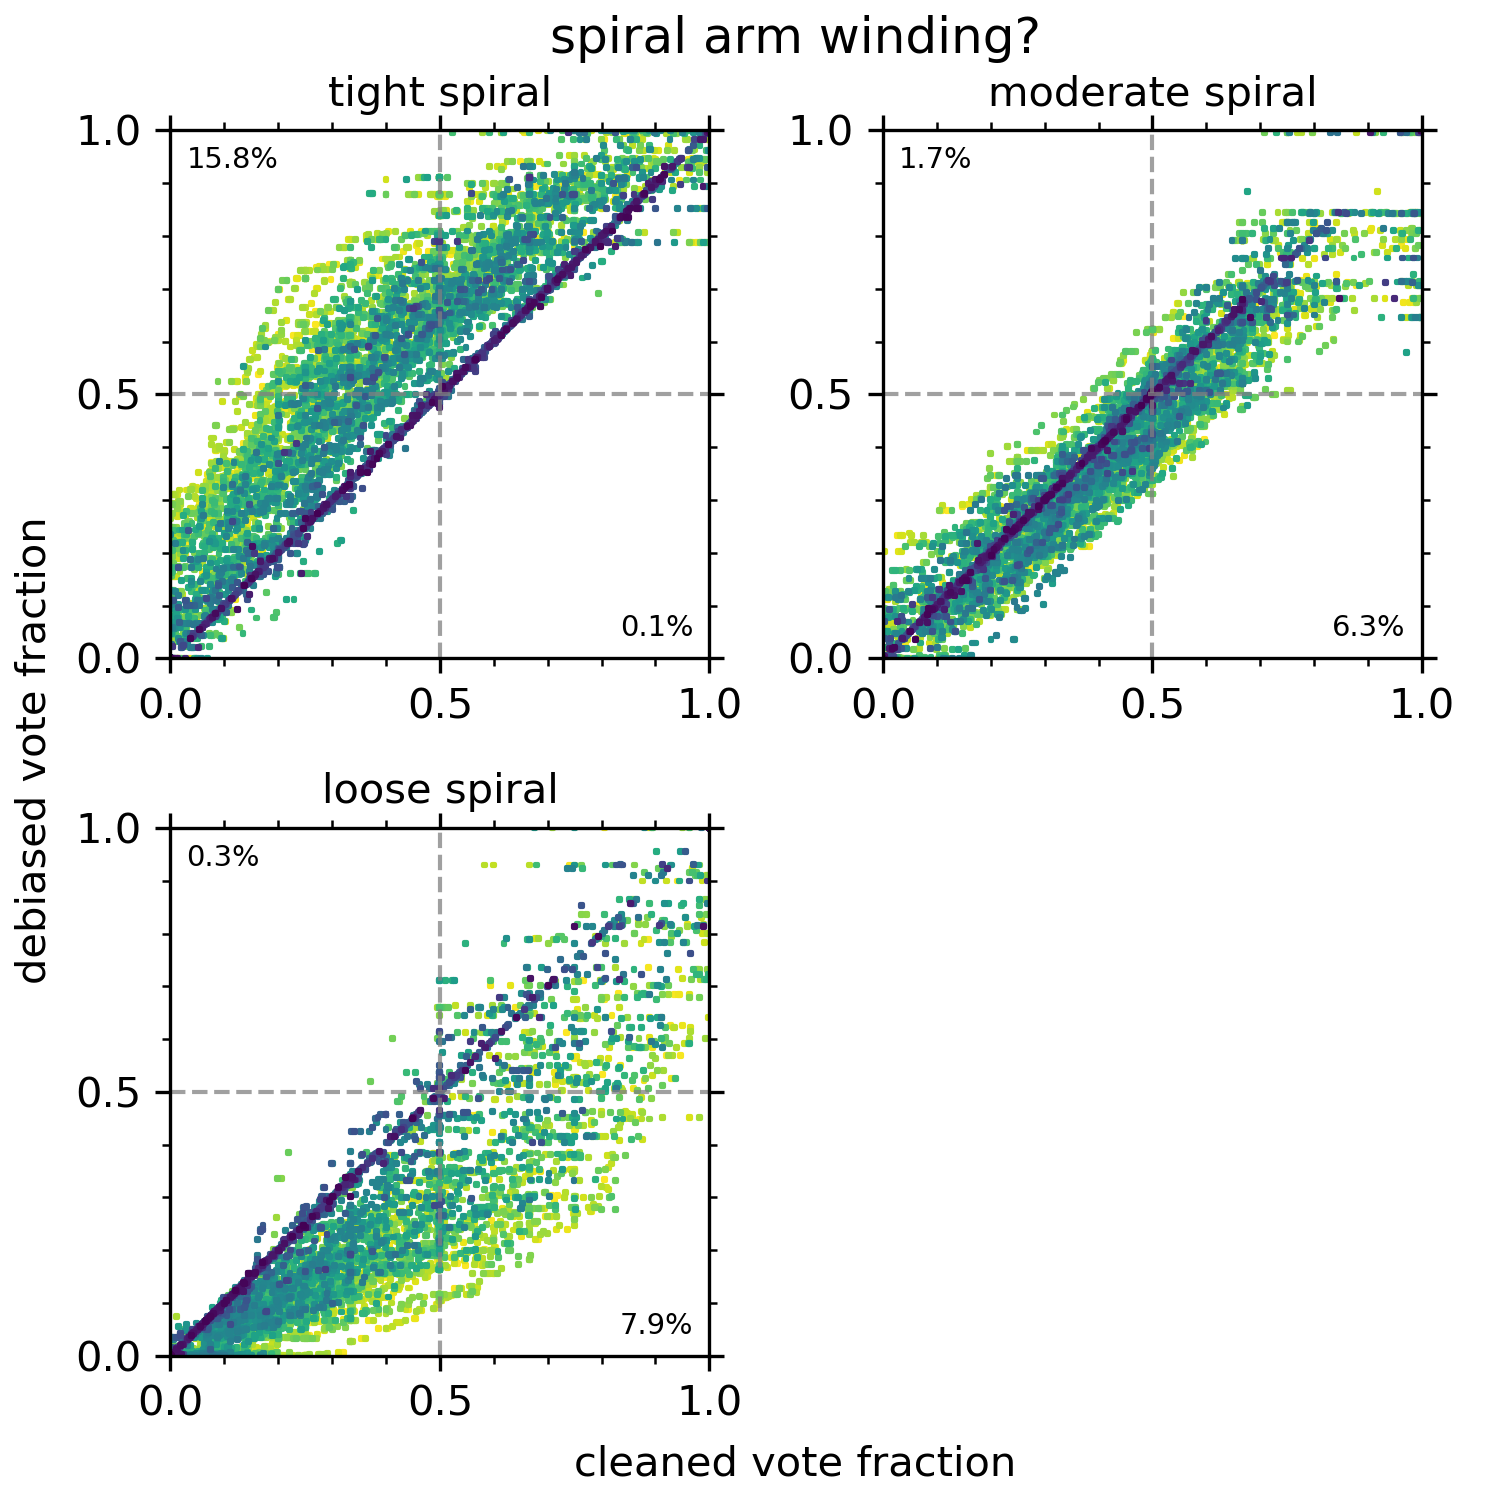 spiral arm winding?
tight spiral
moderate spiral
1.0
15.8%
0.5
0.1%
0.0
0.0 0.5 1.0
1.0
1.7%
0.5
6.3%
0.0
0.0 0.5 1.0
debiased vote fraction
loose spiral
1.0
0.3%
0.5
7.9%
0.0
0.0 0.5 1.0
cleaned vote fraction